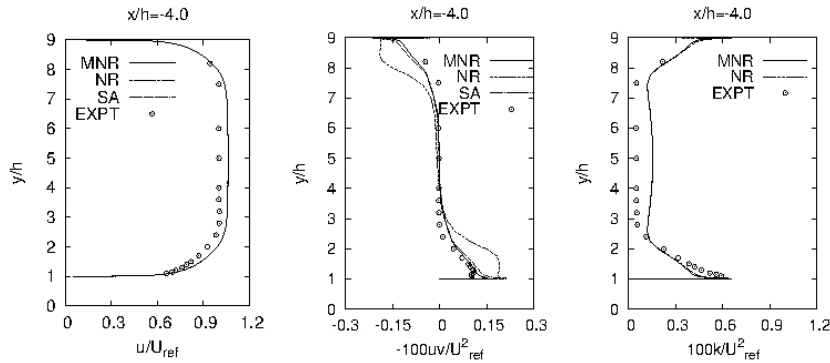 x/h=-4.0
y/h
9
8
7
6
5
4
3
2
1
0
MNR
NR
SA
EXPT
0 0.3 0.6 0.9 1.2
u/U_ref
x/h=-4.0
y/h
9
8
7
6
5
4
3
2
1
0
MNR
NR
SA
EXPT
-0.3 -0.15 0 0.15 0.3
-100uv/U²_ref
x/h=-4.0
y/h
9
8
7
6
5
4
3
2
1
0
MNR
NR
EXPT
0 0.3 0.6 0.9 1.2
100k/U²_ref